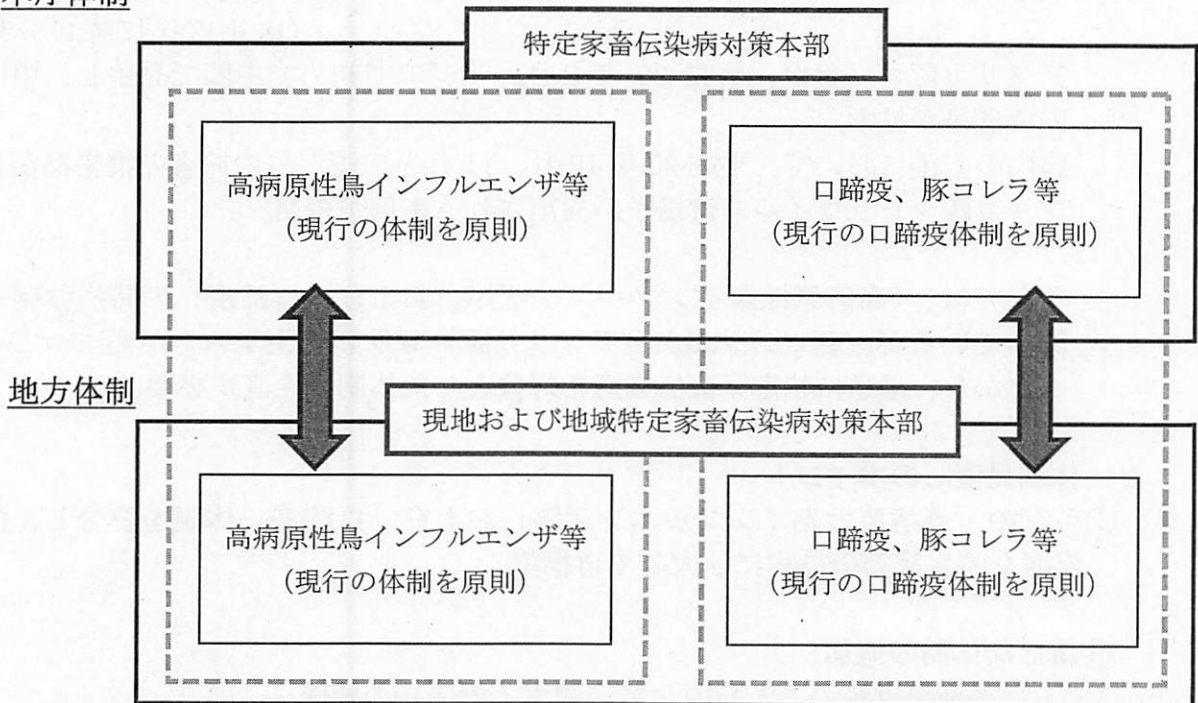 特定家畜伝染病対策本部
高病原性鳥インフルエンザ等
（現行の体制を原則）
口蹄疫、豚コレラ等
（現行の口蹄疫体制を原則）
地方体制
現地および地域特定家畜伝染病対策本部
高病原性鳥インフルエンザ等
（現行の体制を原則）
口蹄疫、豚コレラ等
（現行の口蹄疫体制を原則）